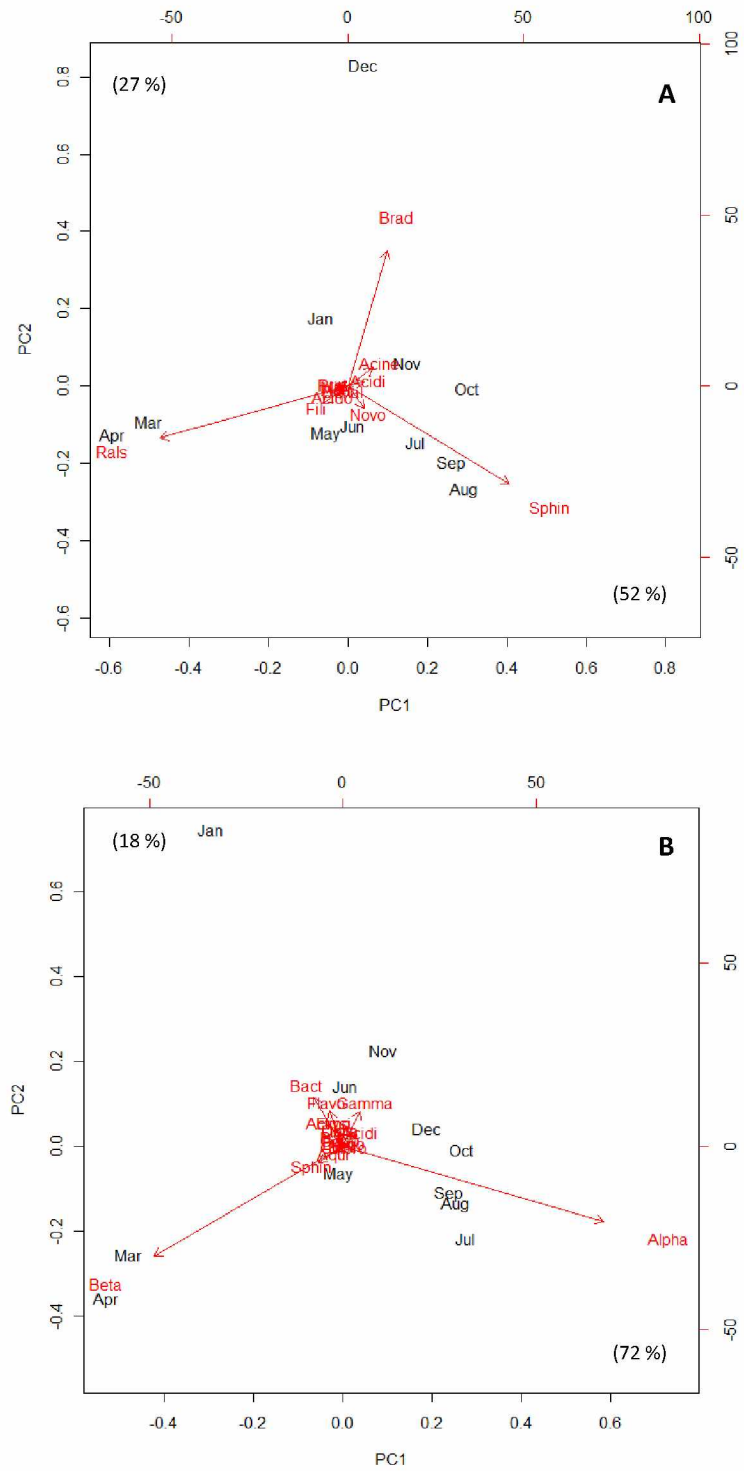 -50 0 50 100
(27 %) Dec A
Brad
Jan
Acine Nov
Acidi Oct
Fili Novo
Mar May Jun Jul
Apr Sep
Rals Aug
Sphin
(52 %)
0.8
0.6
0.4
0.2
0.0
-0.2
-0.4
-0.6
PC2
100
50
0
-50
-0.6 -0.4 -0.2 0.0 0.2 0.4 0.6 0.8
PC1
-50 0 50
Jan
(18 %) B
Nov
Bact Jun
Flavo Gamma
Dec
Oct
Sphin May
Sep
Aug
Jul Alpha
Mar
Beta
Apr
(72 %)
0.6
0.4
0.2
0.0
-0.2
-0.4
PC2
50
0
-50
-0.4 -0.2 0.0 0.2 0.4 0.6
PC1